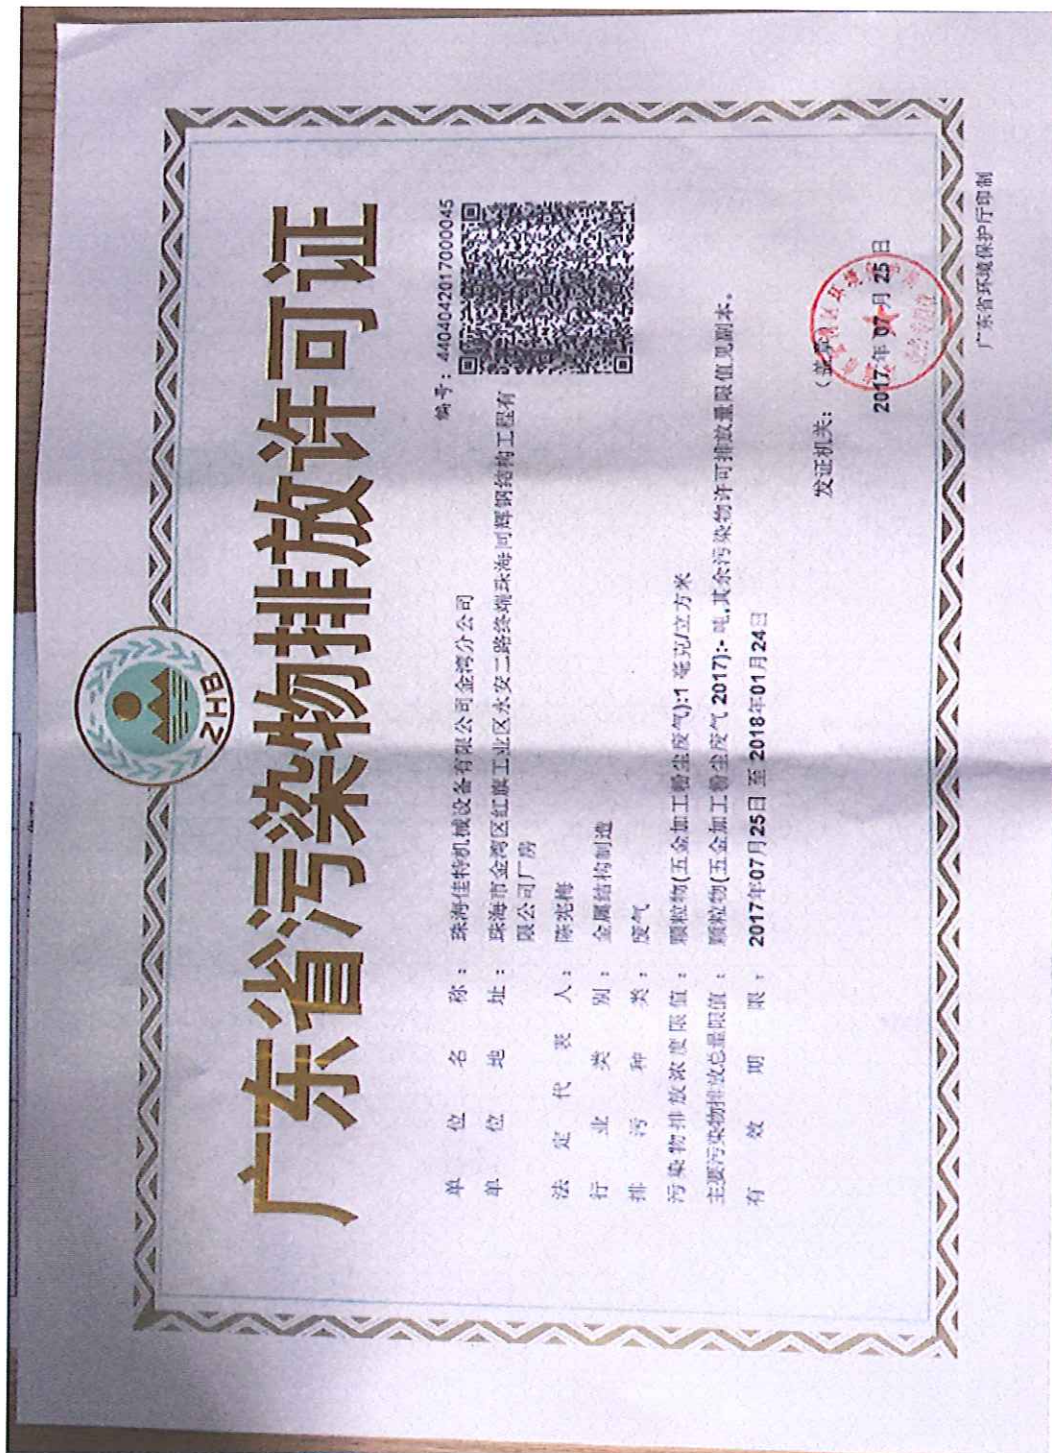 ZHB
广东省污染物排放许可证
编号：4404042017000045
单位名称：珠海佳特机械设备有限公司金湾分公司
单位地址：珠海市金湾区红旗工业区永安二路终端珠海同辉钢结构工程有
限公司厂房
法定代表人：陈兆梅
行业类别：金属结构制造
排污种类：废气
污染物排放浓度限值：颗粒物(五金加工粉尘废气):1 毫克/立方米
主要污染物排放总量限值：颗粒物(五金加工粉尘废气 2017):- 吨,其余污染物许可排放量限值见副本。
有效期限：2017年07月25日 至 2018年01月24日
发证机关：（盖章
2017年 07月 25日
广东省环境保护厅印制